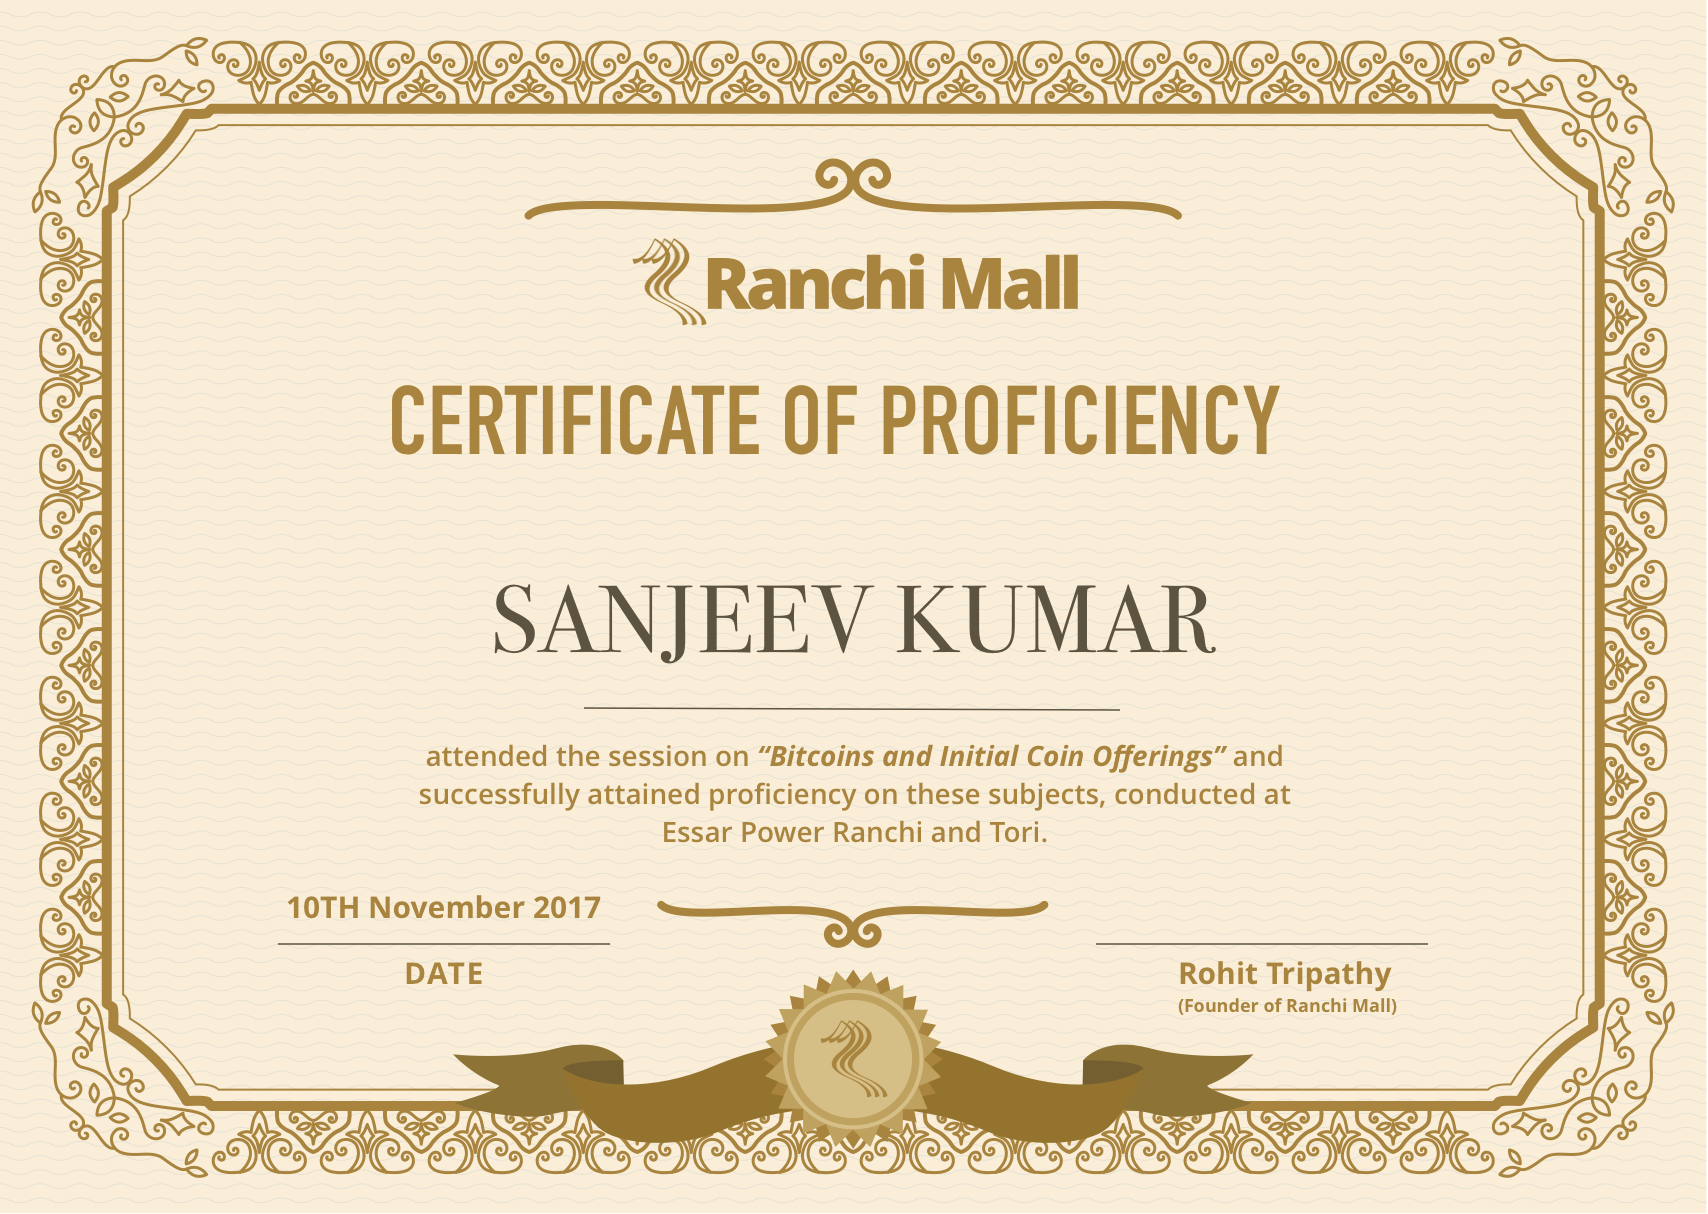 Ranchi Mall
CERTIFICATE OF PROFICIENCY
SANJEEV KUMAR
attended the session on “Bitcoins and Initial Coin Offerings” and
successfully attained proficiency on these subjects, conducted at
Essar Power Ranchi and Tori.
10TH November 2017
DATE
Rohit Tripathy
(Founder of Ranchi Mall)